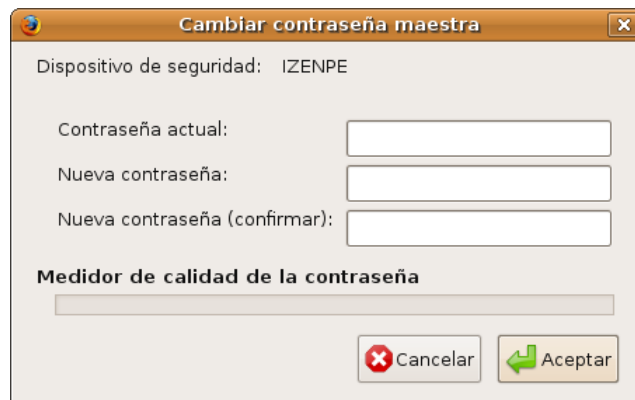 Cambiar contraseña maestra
Dispositivo de seguridad: IZENPE
Contraseña actual:
Nueva contraseña:
Nueva contraseña (confirmar):
Medidor de calidad de la contraseña
Cancelar Aceptar